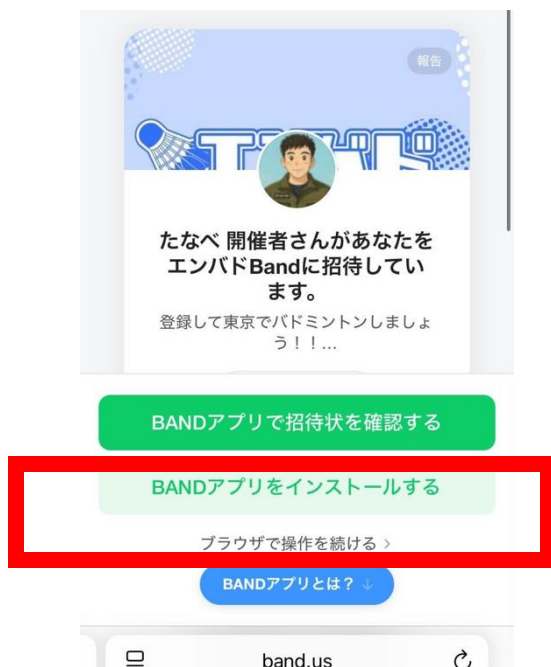 報告
エンバド
たなべ 開催者さんがあなたを
エンバドBandに招待してい
ます。
登録して東京でバドミントンしましょ
う！！...
BANDアプリで招待状を確認する
BANDアプリをインストールする
ブラウザで操作を続ける >
BANDアプリとは？ ↓
band.us